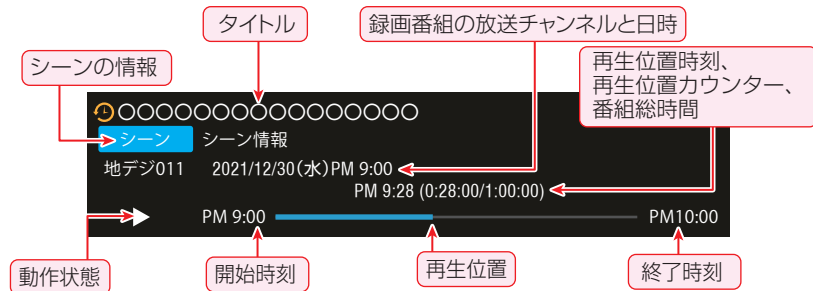 タイトル
録画番組の放送チャンネルと日時
シーンの情報
再生位置時刻、
再生位置カウンター、
番組総時間
○○○○○○○○○○○○○○○○
シーン シーン情報
地デジ011 2021/12/30(水)PM 9:00
PM 9:28 (0:28:00/1:00:00)
PM 9:00 PM10:00
動作状態
開始時刻
再生位置
終了時刻